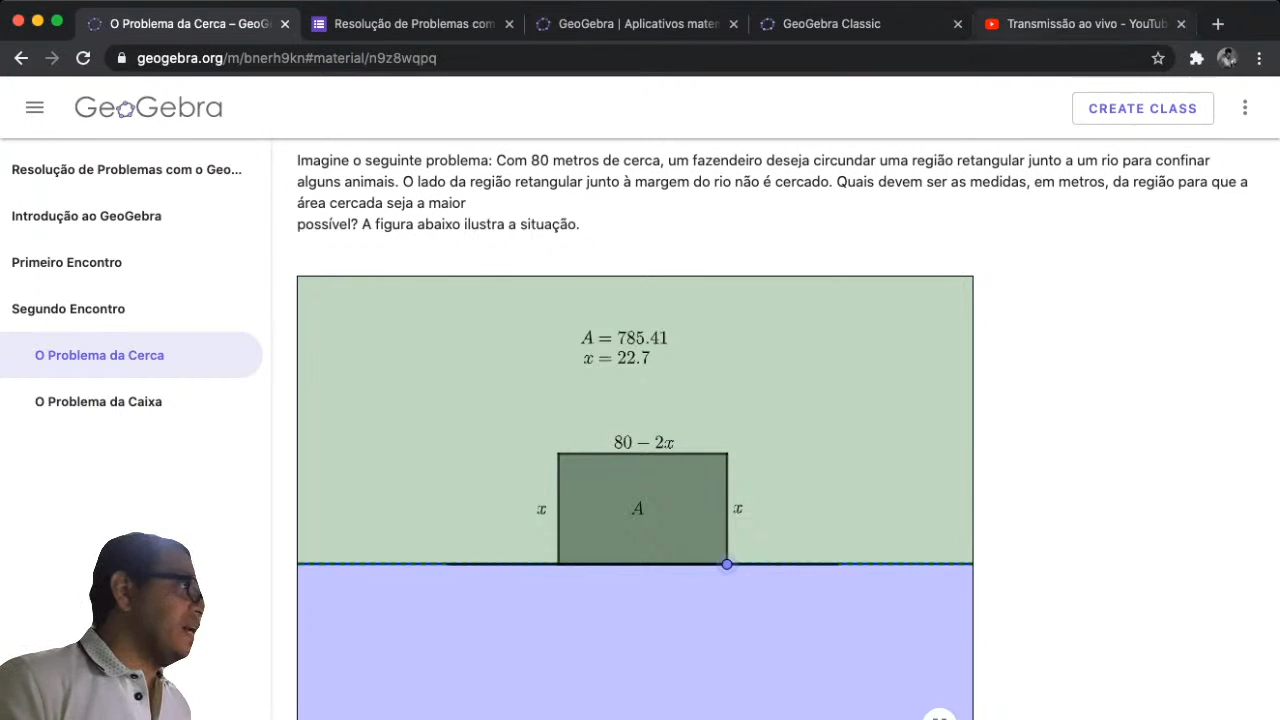 O Problema da Cerca – GeoG
Resolução de Problemas com
GeoGebra | Aplicativos mater
GeoGebra Classic
Transmissão ao vivo - YouTub
geogebra.org/m/bnerh9kn#material/n9z8wqpq
GeoGebra
CREATE CLASS
Resolução de Problemas com o Geo...
Introdução ao GeoGebra
Primeiro Encontro
Segundo Encontro
O Problema da Cerca
O Problema da Caixa
Imagine o seguinte problema: Com 80 metros de cerca, um fazendeiro deseja circundar uma região retangular junto a um rio para confinar
alguns animais. O lado da região retangular junto à margem do rio não é cercado. Quais devem ser as medidas, em metros, da região para que a
área cercada seja a maior
possível? A figura abaixo ilustra a situação.
A = 785.41
x = 22.7
80 − 2x
x
A
x